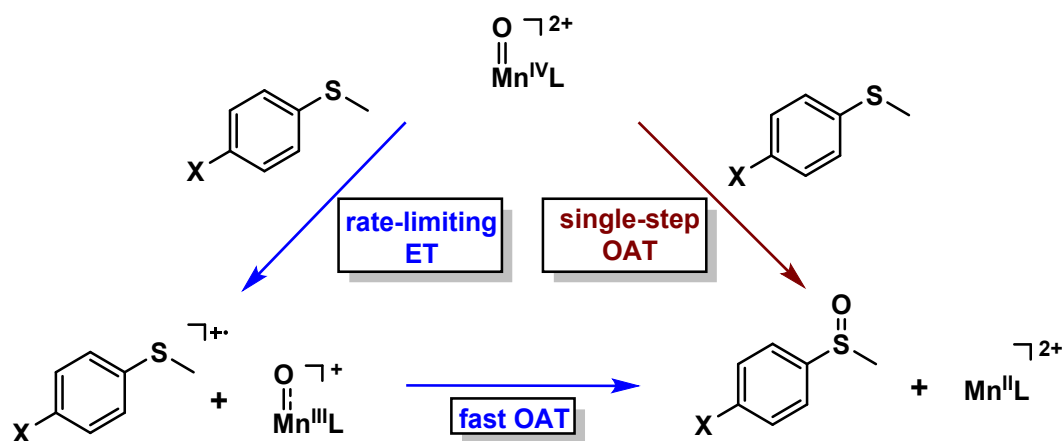 O ⌝2+
Mn^IV L
S
X
S
X
rate-limiting
ET
single-step
OAT
⌝+•
S
X
+
O ⌝+
Mn^III L
fast OAT
O
S
X
+
⌝2+
Mn^II L